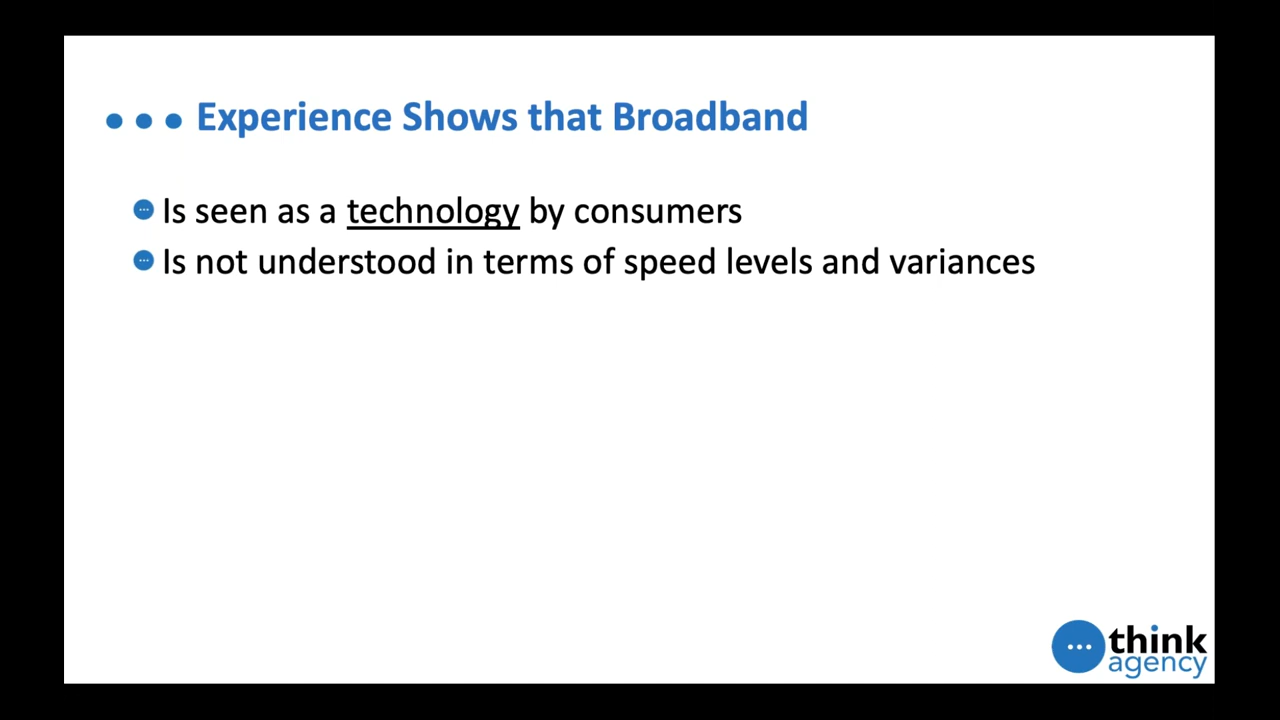 Experience Shows that Broadband
Is seen as a technology by consumers
Is not understood in terms of speed levels and variances
think
agency